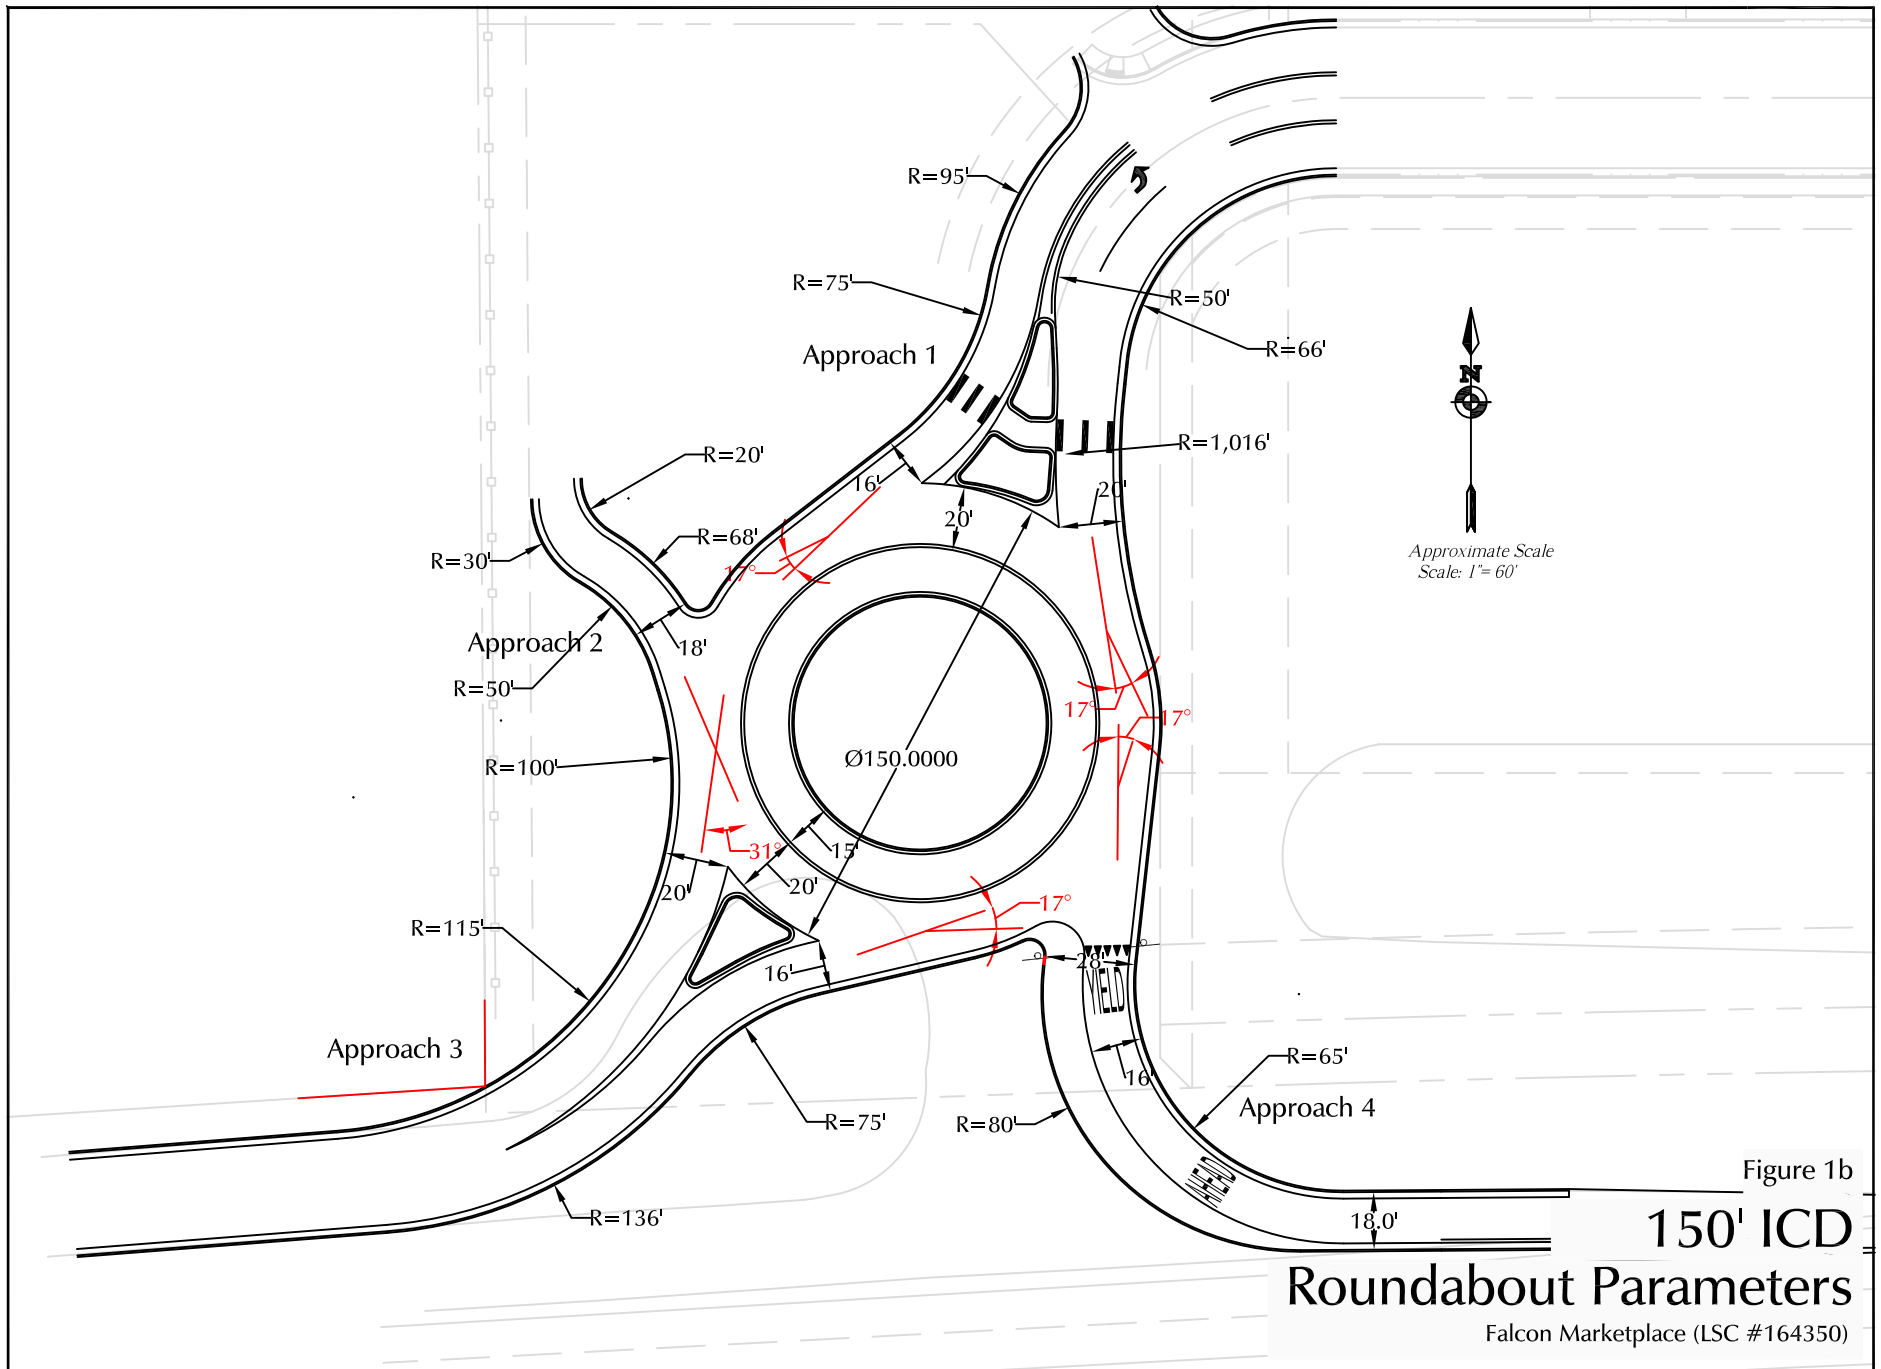 R=95'
R=75'
R=50'
Approach 1
R=66'
N
R=1,016'
R=20'
16'
20'
20'
R=68'
R=30'
17°
Approximate Scale
Scale: 1"= 60'
Approach 2
18'
R=50'
17°
17°
Ø150.0000
R=100'
31°
15'
20'
20'
17°
R=115'
16'
28'
Approach 3
R=65'
16'
Approach 4
R=75'
R=80'
R=136'
18.0'
Figure 1b
150' ICD
Roundabout Parameters
Falcon Marketplace (LSC #164350)